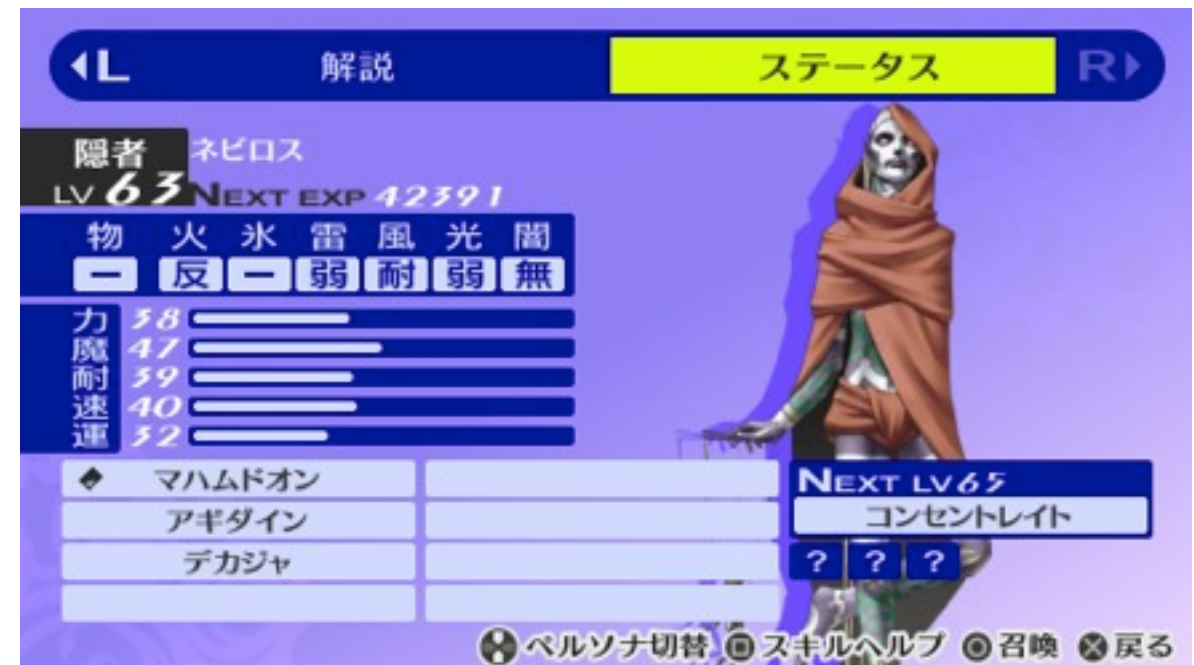 L 解説 ステータス R
隠者 ネビロス
LV 63 NEXT EXP 42391
物 火 氷 雷 風 光 闇
ー 反 ー 弱 耐 弱 無
力 38
魔 47
耐 39
速 40
運 32
マハムドオン
アギダイン
デカジャ
NEXT LV65
コンセントレイト
? ? ?
ペルソナ切替 スキルヘルプ 召喚 戻る